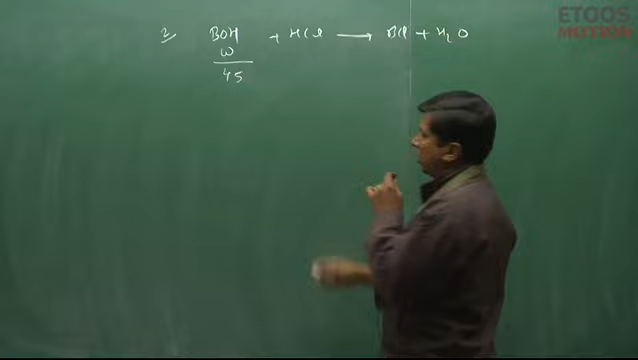 ETOOS
MOTION
2 BOH + HCl → BCl + H2O
W
45